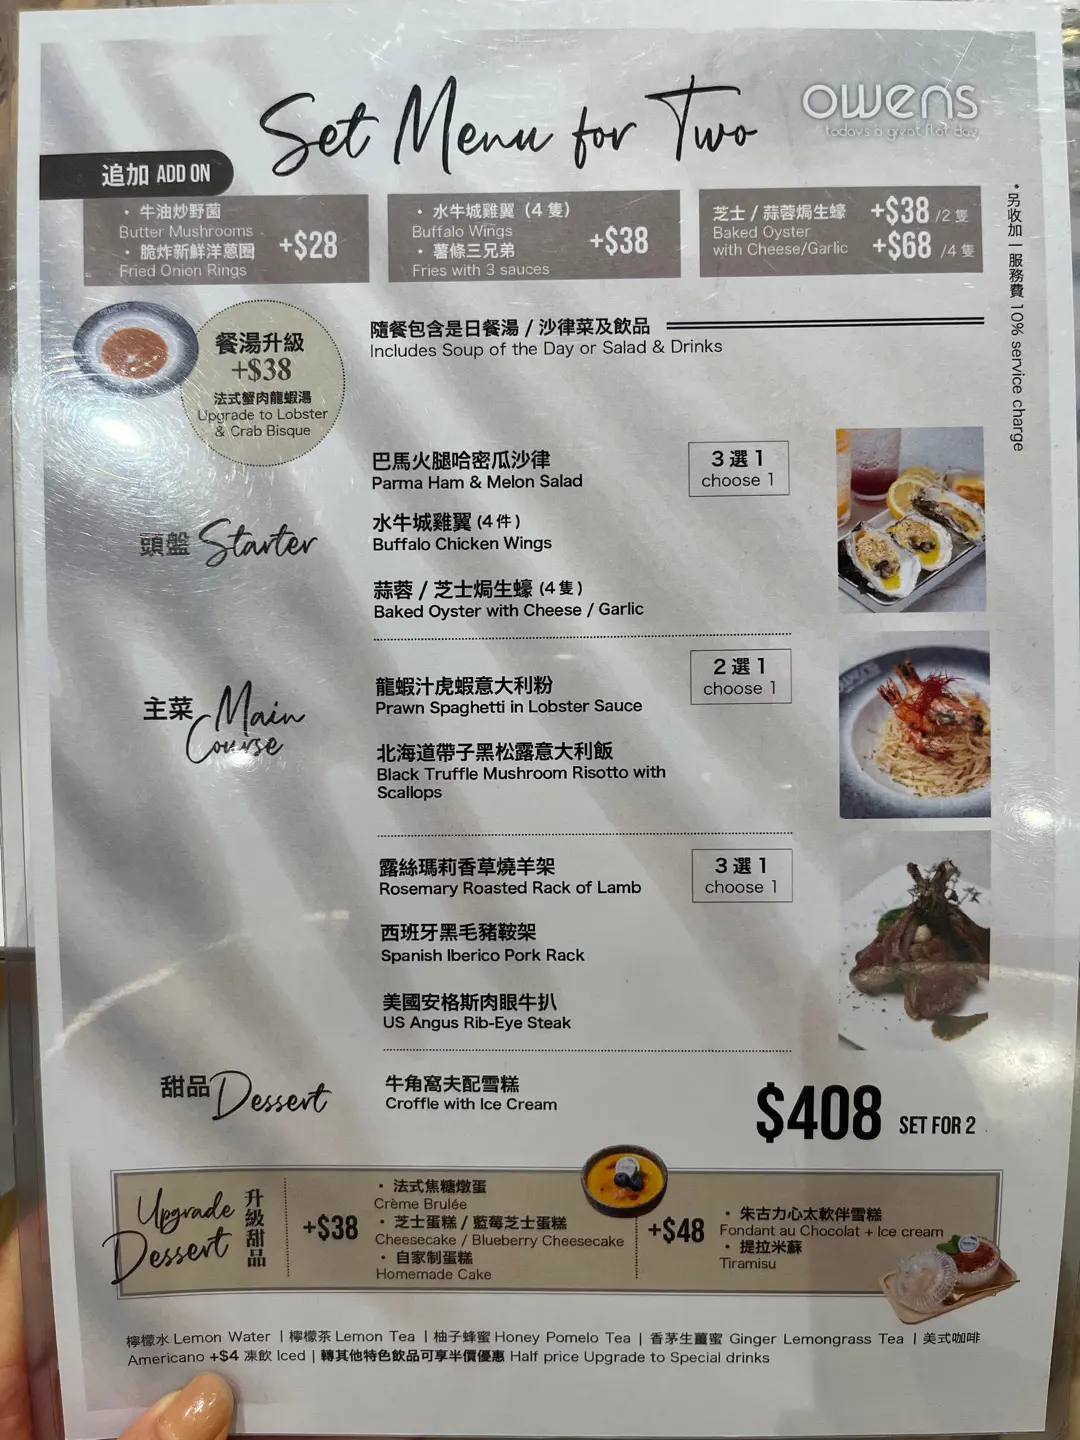 Set Menu for Two
owens
todays a great flat day
追加 ADD ON
・ 牛油炒野菌
Butter Mushrooms
・ 脆炸新鮮洋蔥圈
Fried Onion Rings
+$28
・ 水牛城雞翼 (4 隻)
Buffalo Wings
・ 薯條三兄弟
Fries with 3 sauces
+$38
芝士 / 蒜蓉焗生蠔
Baked Oyster
with Cheese/Garlic
+$38 /2 隻
+$68 /4 隻
*另收加一服務費 10% service charge
餐湯升級
+$38
法式蟹肉龍蝦湯
Upgrade to Lobster
& Crab Bisque
隨餐包含是日餐湯 / 沙律菜及飲品
Includes Soup of the Day or Salad & Drinks
頭盤 Starter
3 選 1
choose 1
巴馬火腿哈密瓜沙律
Parma Ham & Melon Salad
水牛城雞翼 (4 件)
Buffalo Chicken Wings
蒜蓉 / 芝士焗生蠔 (4 隻)
Baked Oyster with Cheese / Garlic
主菜 Main
Course
2 選 1
choose 1
龍蝦汁虎蝦意大利粉
Prawn Spaghetti in Lobster Sauce
北海道帶子黑松露意大利飯
Black Truffle Mushroom Risotto with
Scallops
3 選 1
choose 1
露絲瑪莉香草燒羊架
Rosemary Roasted Rack of Lamb
西班牙黑毛豬鞍架
Spanish Iberico Pork Rack
美國安格斯肉眼牛扒
US Angus Rib-Eye Steak
甜品 Dessert
牛角窩夫配雪糕
Croffle with Ice Cream
$408 SET FOR 2
Upgrade
Dessert
升級甜品
+$38
・ 法式焦糖燉蛋
Crème Brulée
・ 芝士蛋糕 / 藍莓芝士蛋糕
Cheesecake / Blueberry Cheesecake
・ 自家制蛋糕
Homemade Cake
+$48
・ 朱古力心太軟伴雪糕
Fondant au Chocolat + Ice cream
・ 提拉米蘇
Tiramisu
檸檬水 Lemon Water | 檸檬茶 Lemon Tea | 柚子蜂蜜 Honey Pomelo Tea | 香茅生薑蜜 Ginger Lemongrass Tea | 美式咖啡
Americano +$4 凍飲 Iced | 轉其他特色飲品可享半價優惠 Half price Upgrade to Special drinks